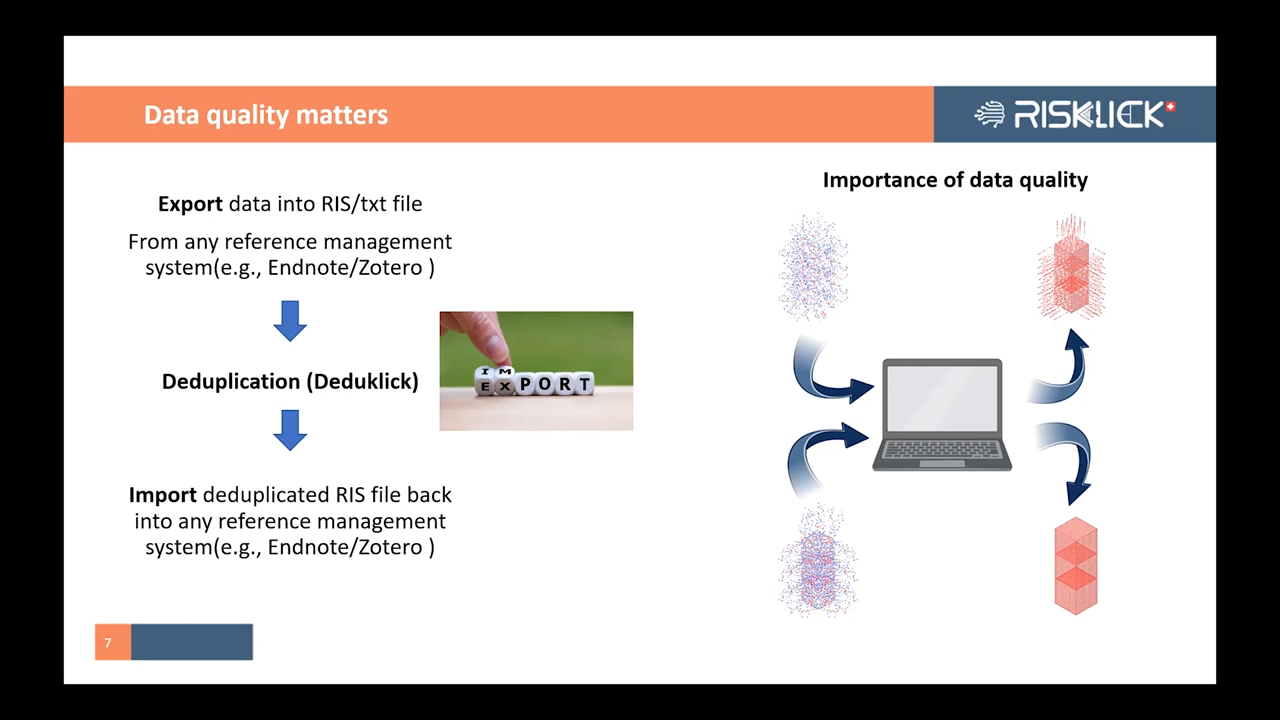 Data quality matters
RISKLICK
Export data into RIS/txt file
From any reference management
system(e.g., Endnote/Zotero )
Deduplication (Deduklick)
Import deduplicated RIS file back
into any reference management
system(e.g., Endnote/Zotero )
I M
EXPORT
Importance of data quality
7